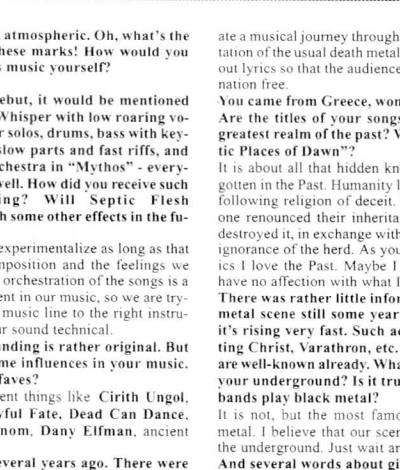 atmospheric. Oh, what's the
hese marks! How would you
music yourself?
ebut, it would be mentioned
Whisper with low roaring vo-
r solos, drums, bass with key-
slow parts and fast riffs, and
chestra in "Mythos" - every-
well. How did you receive such
ing? Will Septic Flesh
h some other effects in the fu-
experimentalize as long as that
mposition and the feelings we
orchestration of the songs is a
ent in our music, so we are try-
music line to the right instru-
ur sound technical.
anding is rather original. But
me influences in your music.
faves?
ent things like Cirith Ungol,
yful Fate, Dead Can Dance,
nom, Dany Elfman, ancient
everal years ago. There were
ate a musical journey through
tation of the usual death metal
out lyrics so that the audience
nation free.
You came from Greece, won
Are the titles of your songs
greatest realm of the past? W
tic Places of Dawn"?
It is about all that hidden kn
gotten in the Past. Humanity l
following religion of deceit.
one renounced their inherita
destroyed it, in exchange with
ignorance of the herd. As you
ics I love the Past. Maybe I
have no affection with what I
There was rather little infor
metal scene still some year
it's rising very fast. Such ac
ting Christ, Varathron, etc.
are well-known already. Wha
your underground? Is it tru
bands play black metal?
It is not, but the most famo
metal. I believe that our scen
the underground. Just wait an
And several words about gi